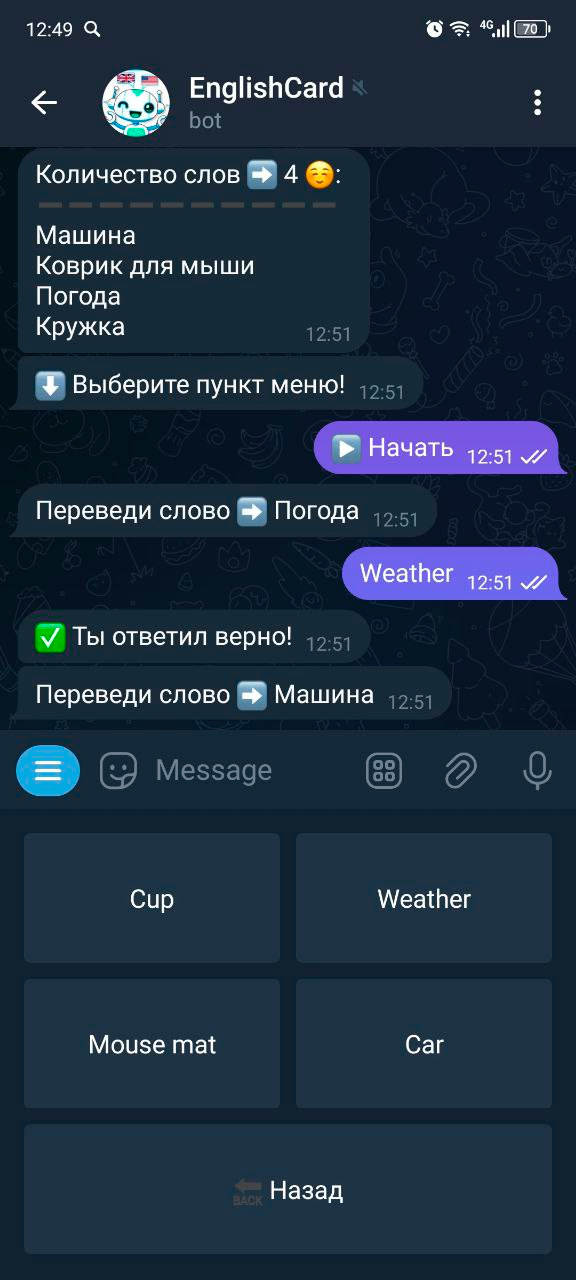 12:49
4G 70
EnglishCard
bot
Количество слов ➡️ 4 ☺️:
➖➖➖➖➖➖➖➖➖➖
Машина
Коврик для мыши
Погода
Кружка 12:51
⬇️ Выберите пункт меню! 12:51
▶️ Начать 12:51
Переведи слово ➡️ Погода 12:51
Weather 12:51
✅ Ты ответил верно! 12:51
Переведи слово ➡️ Машина 12:51
Message
Cup Weather
Mouse mat Car
🔙 Назад